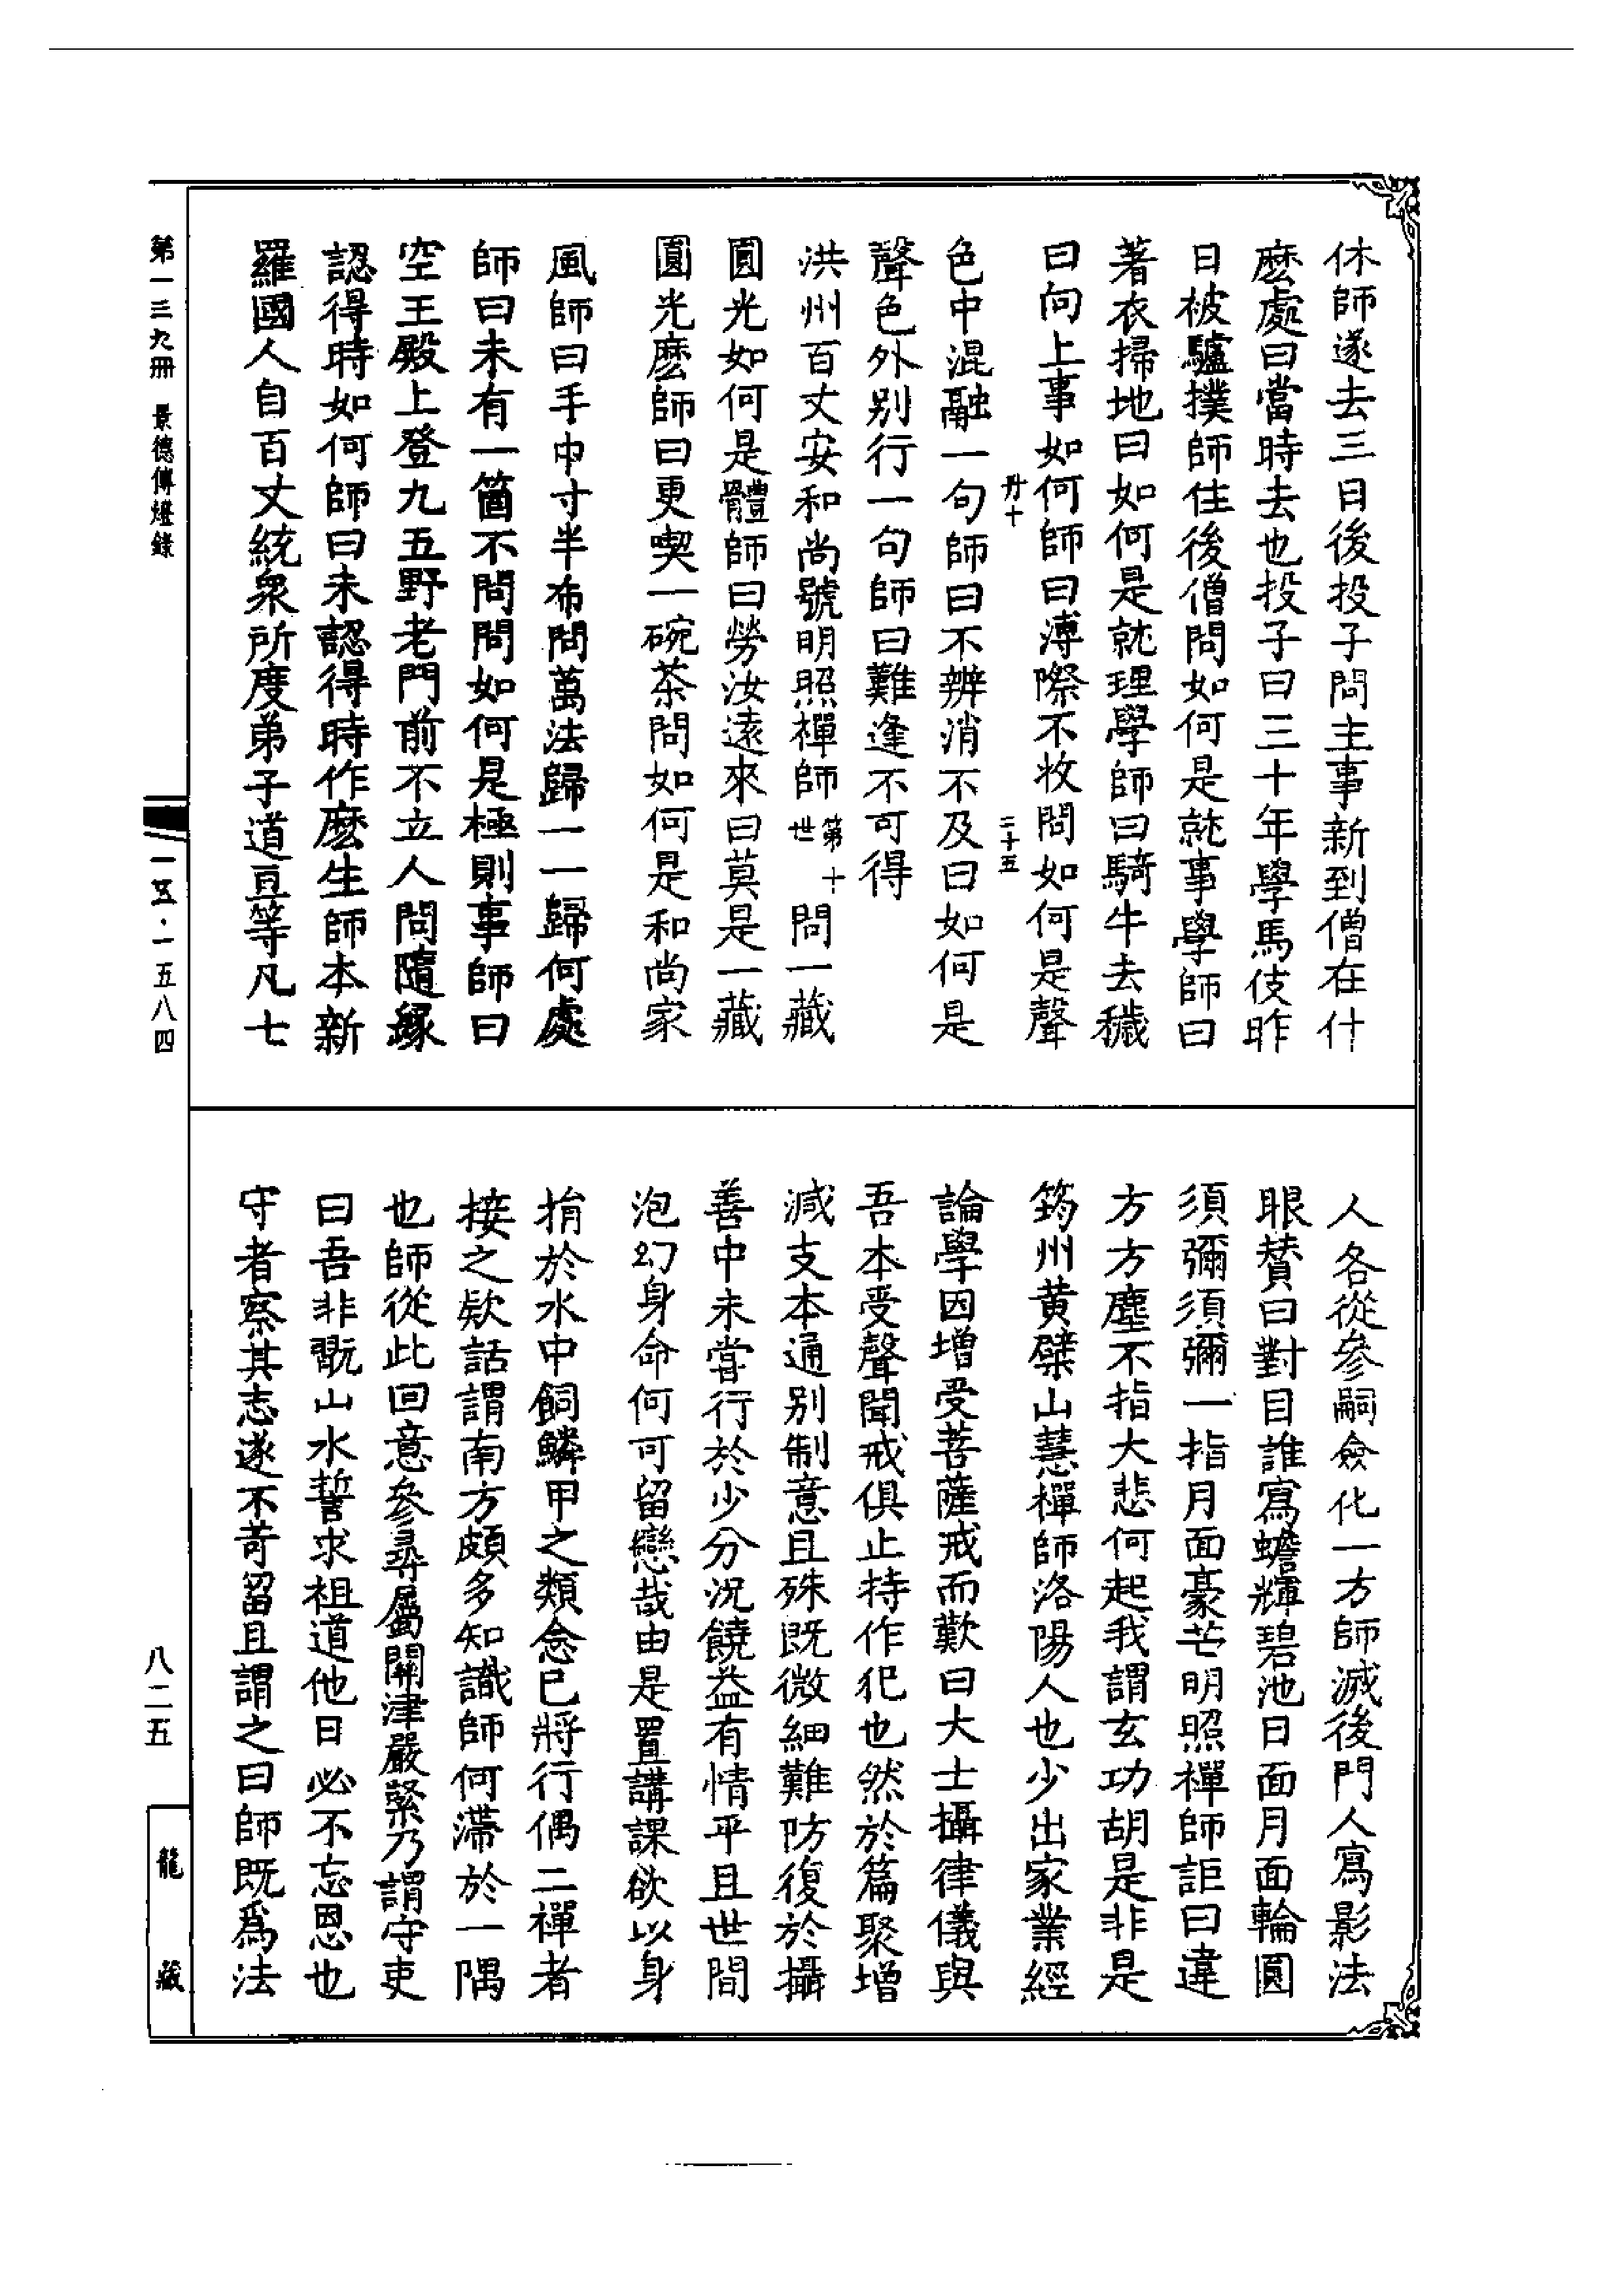 休師遂去三日後投子問主事新到僧在什
麽處曰當時去也投子曰三十年學馬伎昨
日被驢撲師住後僧問如何是就事學師曰
著衣掃地曰如何是就理學師曰騎牛去穢
曰向上事如何師曰溥際不收問如何是聲
色中混融一句師曰不辨消不及曰如何是
聲色外別行一句師曰難逢不可得
洪州百丈安和尚號明照禪師第十世問一藏
圓光如何是體師曰勞汝遠來曰莫是一藏
圓光麽師曰更喫一碗茶問如何是和尚家
風師曰手巾寸半布問萬法歸一一歸何處
師曰未有一箇不問問如何是極則事師曰
空王殿上登九五野老門前不立人問隨緣
認得時如何師曰未認得時作麽生師本新
羅國人自百丈統衆所度弟子道亘等凡七
二十五
人各從參嗣僉化一方師滅後門人寫影法
眼贊曰對目誰寫蟾輝碧池日面月面輪圓
須彌須彌一指月面豪芒明照禪師詎曰違
方方塵不指大悲何起我謂玄功胡是非是
筠州黄檗山慧禪師洛陽人也少出家業經
論學因增受菩薩戒而歎曰大士攝律儀與
吾本受聲聞戒俱止持作犯也然於篇聚增
減支本通别制意且殊既微細難防復於攝
善中未嘗行於少分況饒益有情乎且世間
泡幻身命何可留戀哉由是置講課欲以身
捐於水中飼鱗甲之類念已將行偶二禪者
接之欵話謂南方頗多知識師何滯於一隅
也師從此回意參尋屬關津嚴緊乃謂守吏
曰吾非翫山水誓求祖道他日必不忘恩也
守者察其志遂不苛留且謂之曰師既爲法
第一三九冊 景德傳燈錄
一五·一五八四
八二五
龍藏